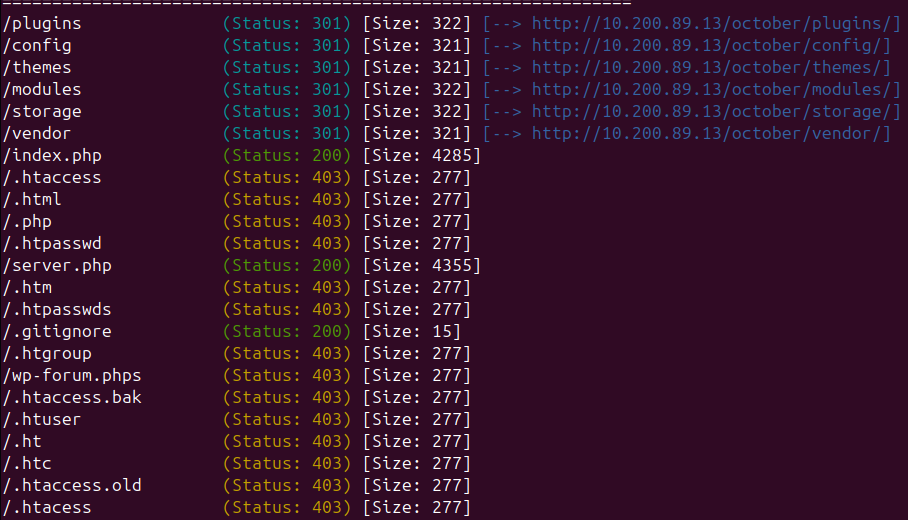 ===============================================================
/plugins              (Status: 301) [Size: 322] [--> http://10.200.89.13/october/plugins/]
/config               (Status: 301) [Size: 321] [--> http://10.200.89.13/october/config/]
/themes               (Status: 301) [Size: 321] [--> http://10.200.89.13/october/themes/]
/modules              (Status: 301) [Size: 322] [--> http://10.200.89.13/october/modules/]
/storage              (Status: 301) [Size: 322] [--> http://10.200.89.13/october/storage/]
/vendor               (Status: 301) [Size: 321] [--> http://10.200.89.13/october/vendor/]
/index.php            (Status: 200) [Size: 4285]
/.htaccess            (Status: 403) [Size: 277]
/.html                (Status: 403) [Size: 277]
/.php                 (Status: 403) [Size: 277]
/.htpasswd            (Status: 403) [Size: 277]
/server.php           (Status: 200) [Size: 4355]
/.htm                 (Status: 403) [Size: 277]
/.htpasswds           (Status: 403) [Size: 277]
/.gitignore           (Status: 200) [Size: 15]
/.htgroup             (Status: 403) [Size: 277]
/wp-forum.phps        (Status: 403) [Size: 277]
/.htaccess.bak        (Status: 403) [Size: 277]
/.htuser              (Status: 403) [Size: 277]
/.ht                  (Status: 403) [Size: 277]
/.htc                 (Status: 403) [Size: 277]
/.htaccess.old        (Status: 403) [Size: 277]
/.htacess             (Status: 403) [Size: 277]